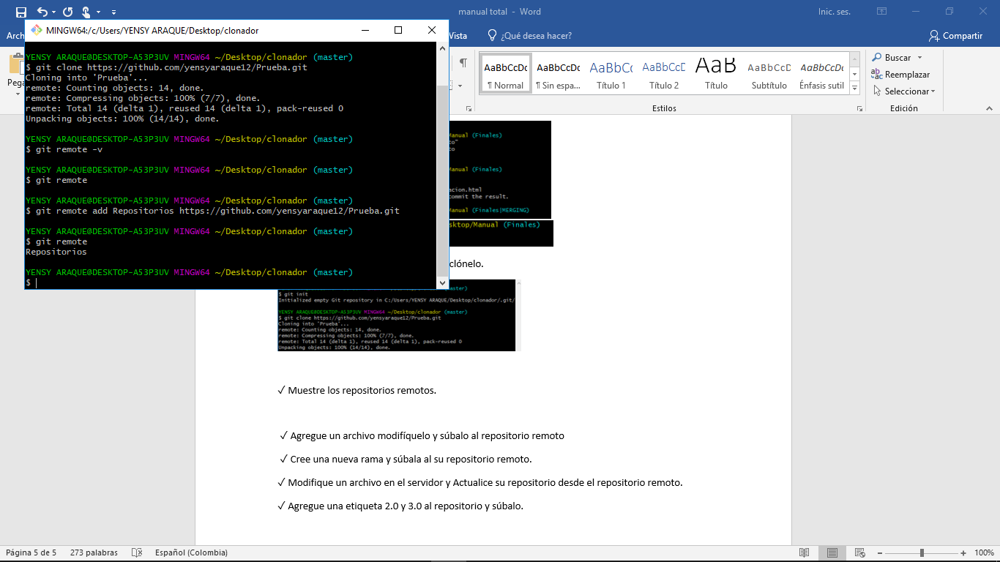 manual total - Word
Inic. ses.
MINGW64:/c/Users/YENSY ARAQUE/Desktop/clonador
Arch
Vista
¿Qué desea hacer?
Compartir
Pega
YENSY ARAQUE@DESKTOP-A53P3UV MINGW64 ~/Desktop/clonador (master)
$ git clone https://github.com/yensyaraque12/Prueba.git
Cloning into 'Prueba'...
remote: Counting objects: 14, done.
remote: Compressing objects: 100% (7/7), done.
remote: Total 14 (delta 1), reused 14 (delta 1), pack-reused 0
Unpacking objects: 100% (14/14), done.
YENSY ARAQUE@DESKTOP-A53P3UV MINGW64 ~/Desktop/clonador (master)
$ git remote -v
YENSY ARAQUE@DESKTOP-A53P3UV MINGW64 ~/Desktop/clonador (master)
$ git remote
YENSY ARAQUE@DESKTOP-A53P3UV MINGW64 ~/Desktop/clonador (master)
$ git remote add Repositorios https://github.com/yensyaraque12/Prueba.git
YENSY ARAQUE@DESKTOP-A53P3UV MINGW64 ~/Desktop/clonador (master)
$ git remote
Repositorios
YENSY ARAQUE@DESKTOP-A53P3UV MINGW64 ~/Desktop/clonador (master)
$
AaBbCcDc AaBbCcDc AaBbCc AaBbCcD AaB AaBbCcD AaBbCcDc
¶ Normal ¶ Sin espa... Título 1 Título 2 Título Subtítulo Énfasis sutil
Estilos
Buscar
Reemplazar
Seleccionar
Edición
Manual (Finales)
to"
to
Manual (Finales)
acion.html
commit the result.
Manual (Finales|MERGING)
sktop/Manual (Finales)
clónelo.
(master)
$ git init
Initialized empty Git repository in C:/Users/YENSY ARAQUE/Desktop/clonador/.git/
YENSY ARAQUE@DESKTOP-A53P3UV MINGW64 ~/Desktop/clonador (master)
$ git clone https://github.com/yensyaraque12/Prueba.git
Cloning into 'Prueba'...
remote: Counting objects: 14, done.
remote: Compressing objects: 100% (7/7), done.
remote: Total 14 (delta 1), reused 14 (delta 1), pack-reused 0
Unpacking objects: 100% (14/14), done.
✓ Muestre los repositorios remotos.
✓ Agregue un archivo modifíquelo y súbalo al repositorio remoto
✓ Cree una nueva rama y súbala al su repositorio remoto.
✓ Modifique un archivo en el servidor y Actualice su repositorio desde el repositorio remoto.
✓ Agregue una etiqueta 2.0 y 3.0 al repositorio y súbalo.
Página 5 de 5 273 palabras Español (Colombia) 100%